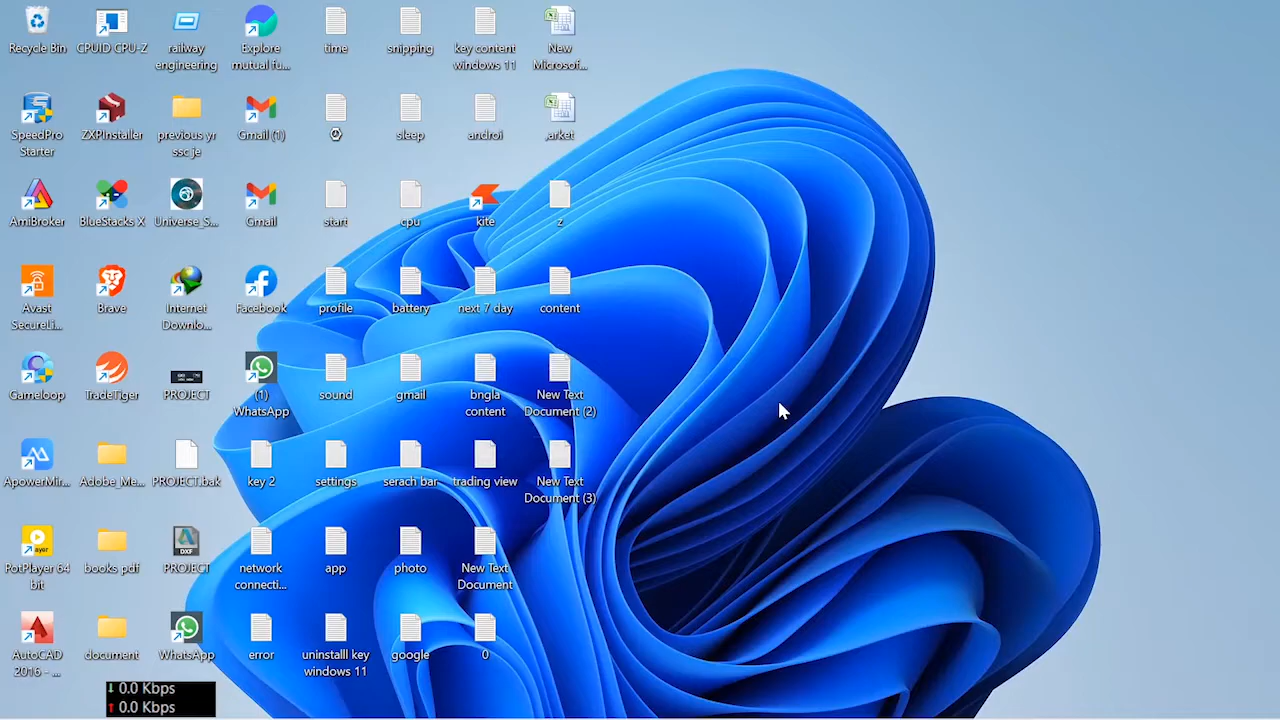 Recycle Bin
CPUID CPU-Z
railway
engineering
Explore
mutual fu...
time
snipping
key content
windows 11
New
Microsof...
SpeedPro
Starter
ZXPInstaller
previous yr
ssc je
Gmail (1)
sleep
androi
.arket
AmiBroker
BlueStacks X
Universe_S...
Gmail
start
cpu
kite
z
Avast
SecureLi...
Brave
Internet
Downlo...
Facebook
profile
battery
next 7 day
content
Gameloop
TradeTiger
PROJECT
(1)
WhatsApp
sound
gmail
bngla
content
New Text
Document (2)
ApowerMir...
Adobe_Me...
PROJECT.bak
key 2
settings
serach bar
trading view
New Text
Document (3)
PotPlayer 64
bit
books pdf
DXF
PROJECT
network
connecti...
app
photo
New Text
Document
AutoCAD
2016 - ...
document
WhatsApp
error
uninstalll key
windows 11
google
0
↓ 0.0 Kbps
↑ 0.0 Kbps